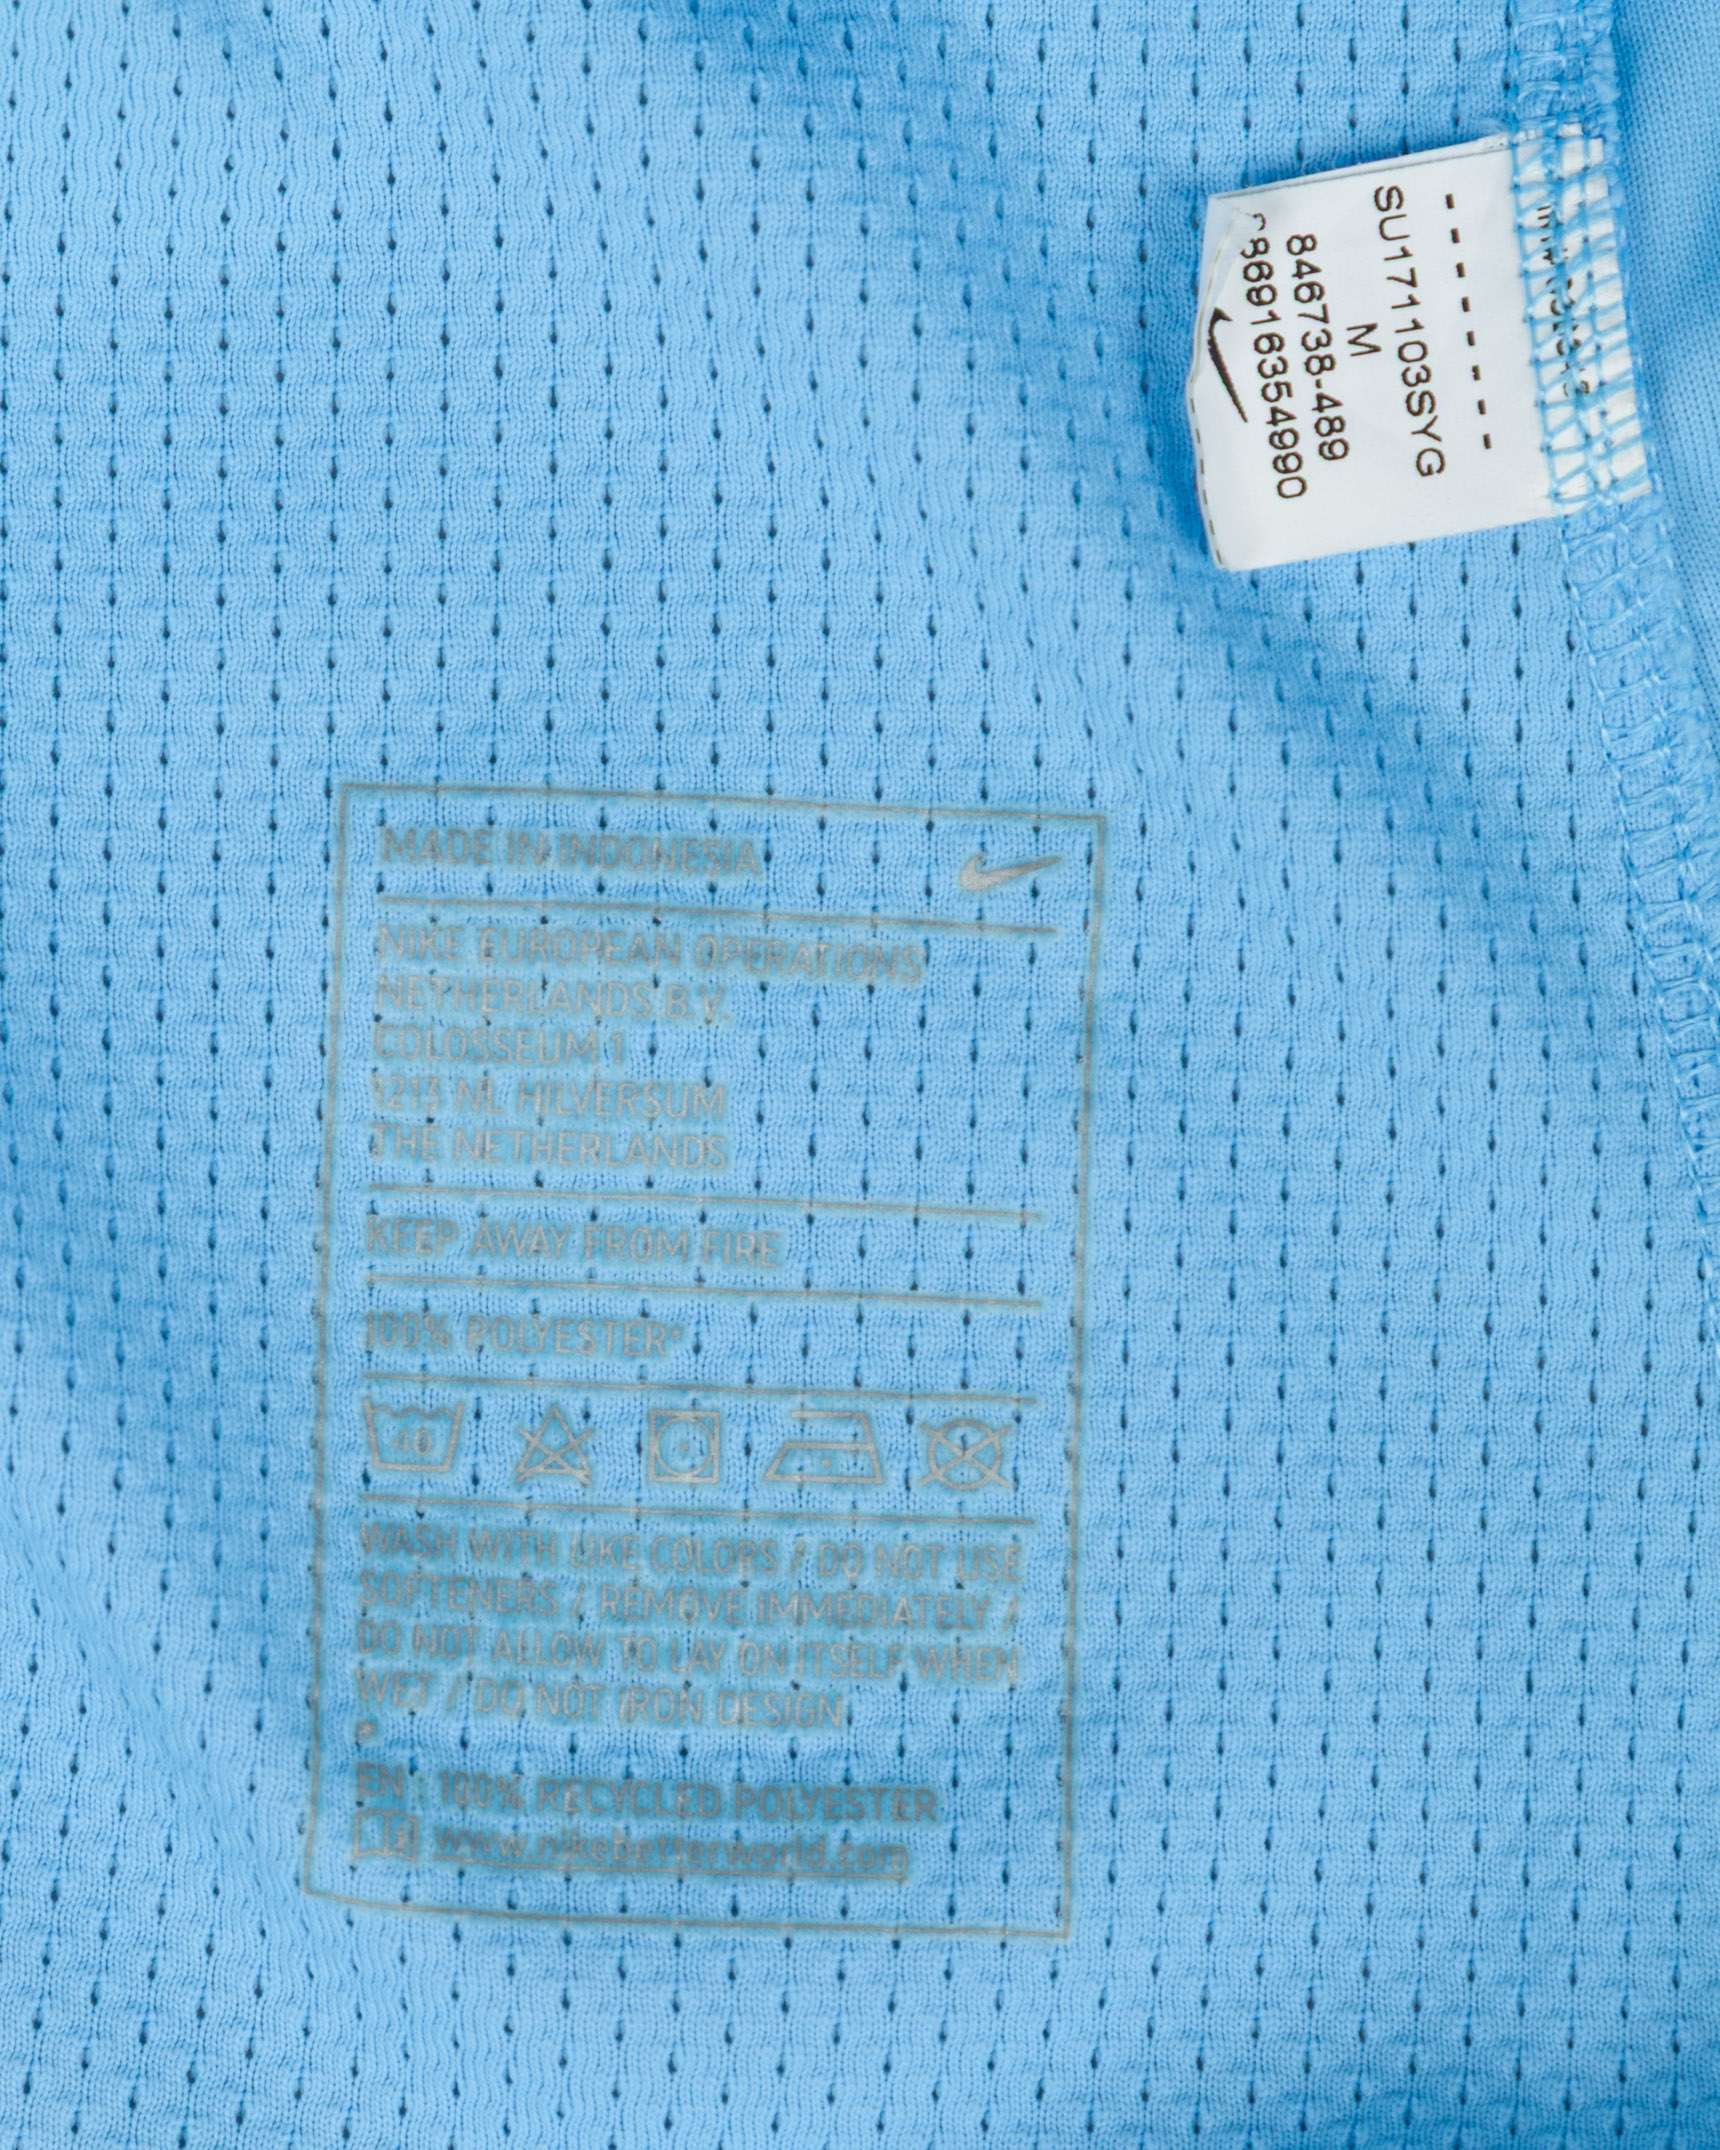 SU171103SYG
M
846738-489
886916354990
MADE IN INDONESIA
NIKE EUROPEAN OPERATIONS
NETHERLANDS B.V.
COLOSSEUM 1
1213 NL HILVERSUM
THE NETHERLANDS
KEEP AWAY FROM FIRE
100% POLYESTER*
40
WASH WITH LIKE COLORS / DO NOT USE
SOFTENERS / REMOVE IMMEDIATELY /
DO NOT ALLOW TO LAY ON ITSELF WHEN
WET / DO NOT IRON DESIGN
*
EN : 100% RECYCLED POLYESTER
www.nikebetterworld.com